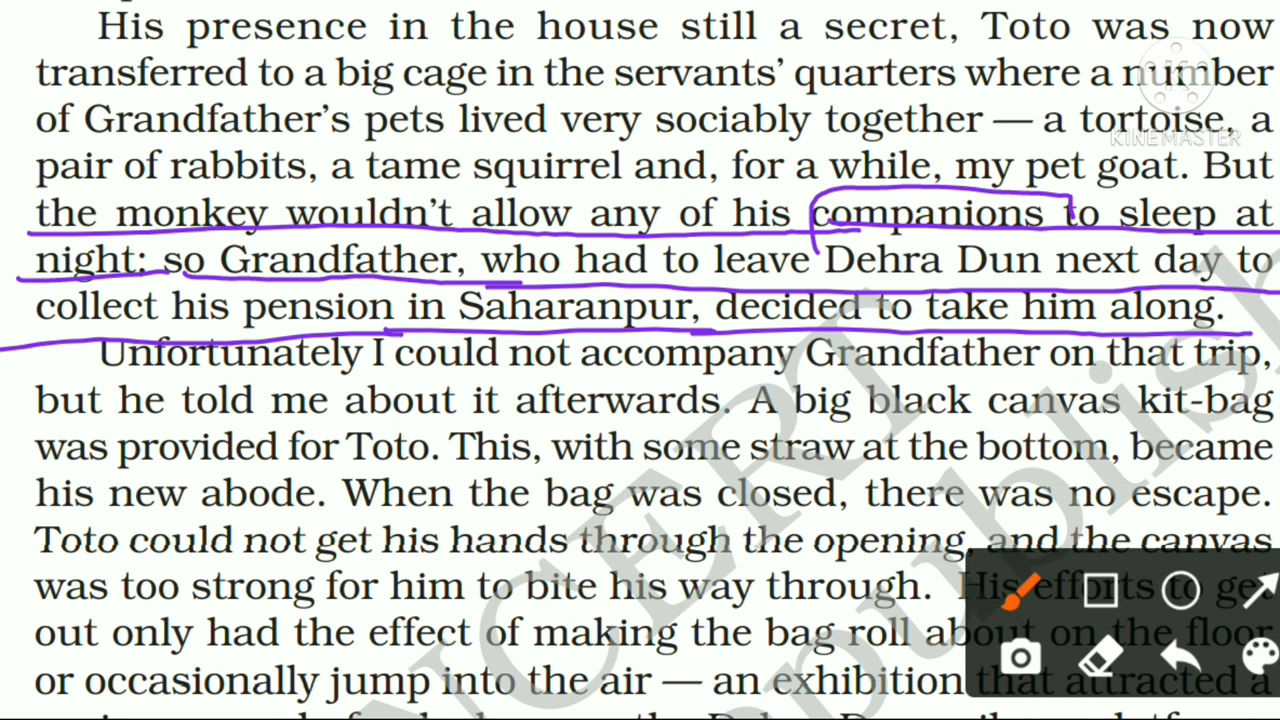 His presence in the house still a secret, Toto was now
transferred to a big cage in the servants' quarters where a number
of Grandfather's pets lived very sociably together — a tortoise, a
pair of rabbits, a tame squirrel and, for a while, my pet goat. But
the monkey wouldn't allow any of his companions to sleep at
night; so Grandfather, who had to leave Dehra Dun next day to
collect his pension in Saharanpur, decided to take him along.
Unfortunately I could not accompany Grandfather on that trip,
but he told me about it afterwards. A big black canvas kit-bag
was provided for Toto. This, with some straw at the bottom, became
his new abode. When the bag was closed, there was no escape.
Toto could not get his hands through the opening, and the canvas
was too strong for him to bite his way through. His efforts to get
out only had the effect of making the bag roll about on the floor
or occasionally jump into the air — an exhibition that attracted a
KINEMASTER
NCERT